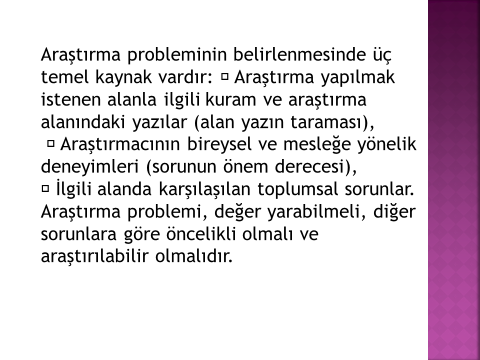 Araştırma probleminin belirlenmesinde üç
temel kaynak vardır: � Araştırma yapılmak
istenen alanla ilgili kuram ve araştırma
alanındaki yazılar (alan yazın taraması),
� Araştırmacının bireysel ve mesleğe yönelik
deneyimleri (sorunun önem derecesi),
� İlgili alanda karşılaşılan toplumsal sorunlar.
Araştırma problemi, değer yarabilmeli, diğer
sorunlara göre öncelikli olmalı ve
araştırılabilir olmalıdır.